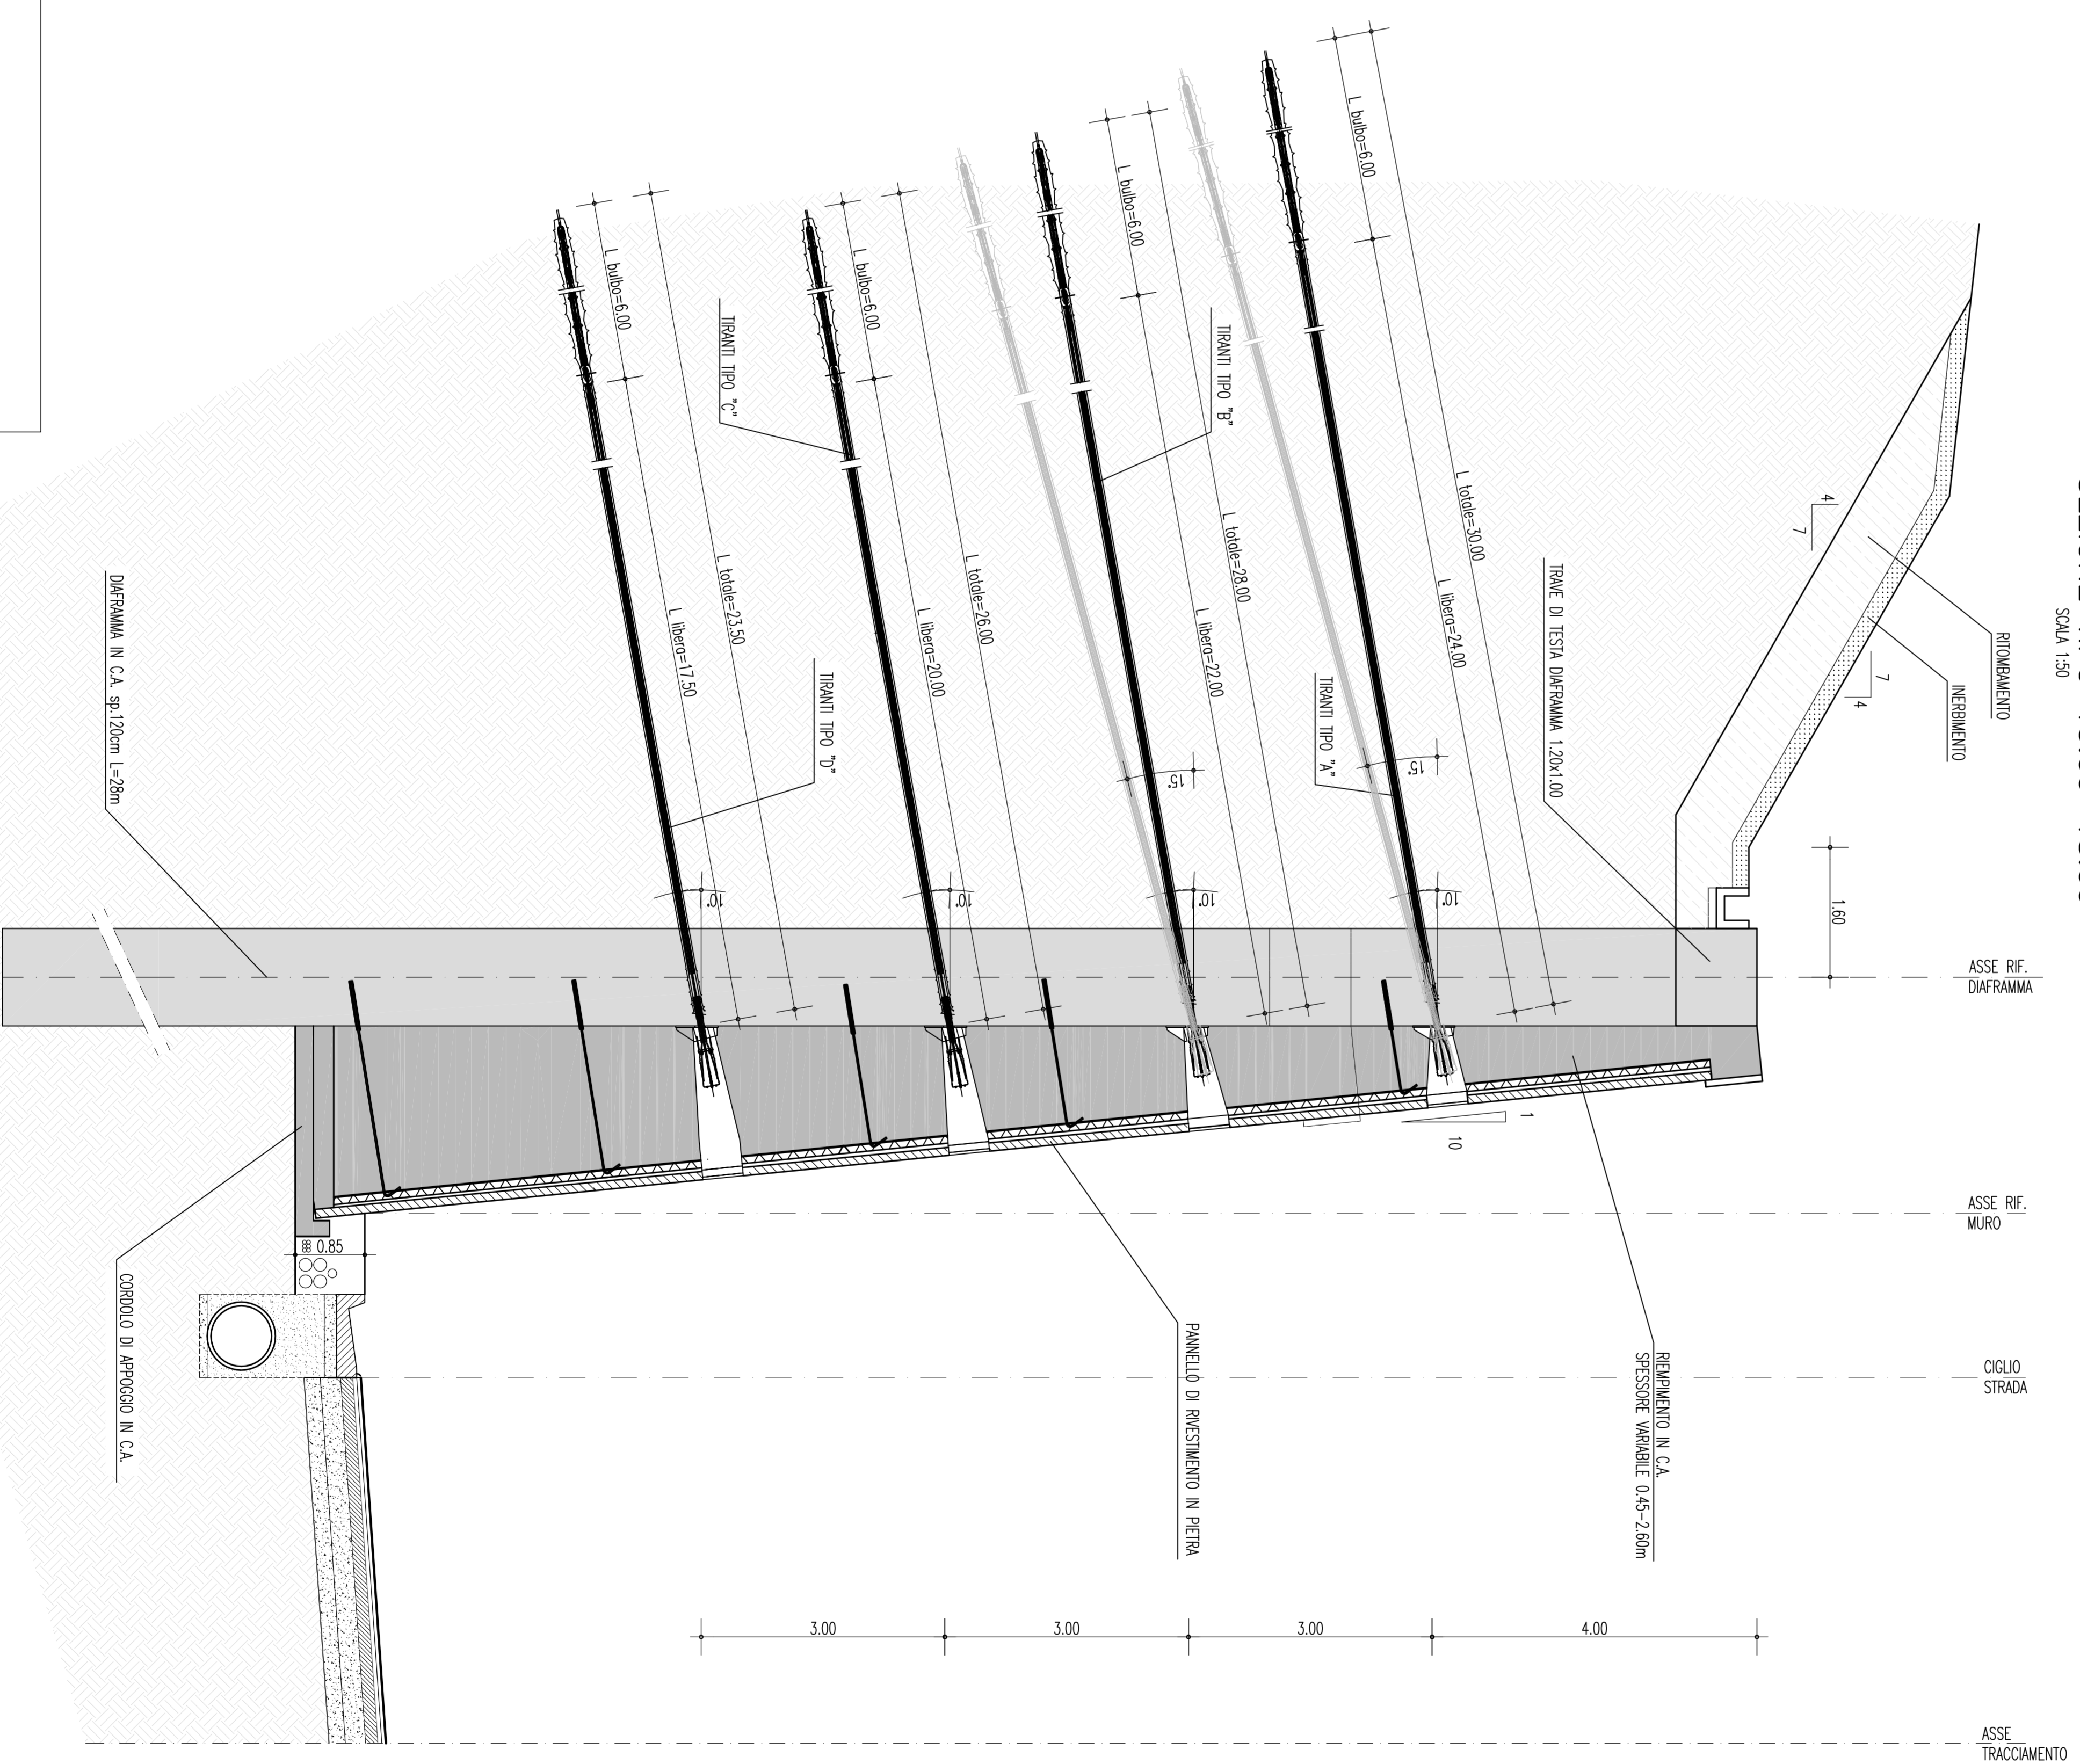 SCALA 1:50
RITOMBAMENTO
INERBIMENTO
4
7
7
4
1.60
ASSE RIF.
DIAFRAMMA
ASSE RIF.
MURO
CIGLIO
STRADA
ASSE
TRACCIAMENTO
TRAVE DI TESTA DIAFRAMMA 1.20x1.00
L bulbo=6.00
L totale=30.00
L libera=24.00
TIRANTI TIPO "A"
15°
10°
L bulbo=6.00
L totale=28.00
L libera=22.00
TIRANTI TIPO "B"
15°
10°
L bulbo=6.00
L totale=26.00
L libera=20.00
TIRANTI TIPO "C"
10°
L bulbo=6.00
L totale=23.50
L libera=17.50
TIRANTI TIPO "D"
10°
DIAFRAMMA IN C.A. sp.120cm L=28m
1
10
RIEMPIMENTO IN C.A.
SPESSORE VARIABILE 0.45-2.60m
PANNELLO DI RIVESTIMENTO IN PIETRA
0.85
CORDOLO DI APPOGGIO IN C.A.
4.00
3.00
3.00
3.00